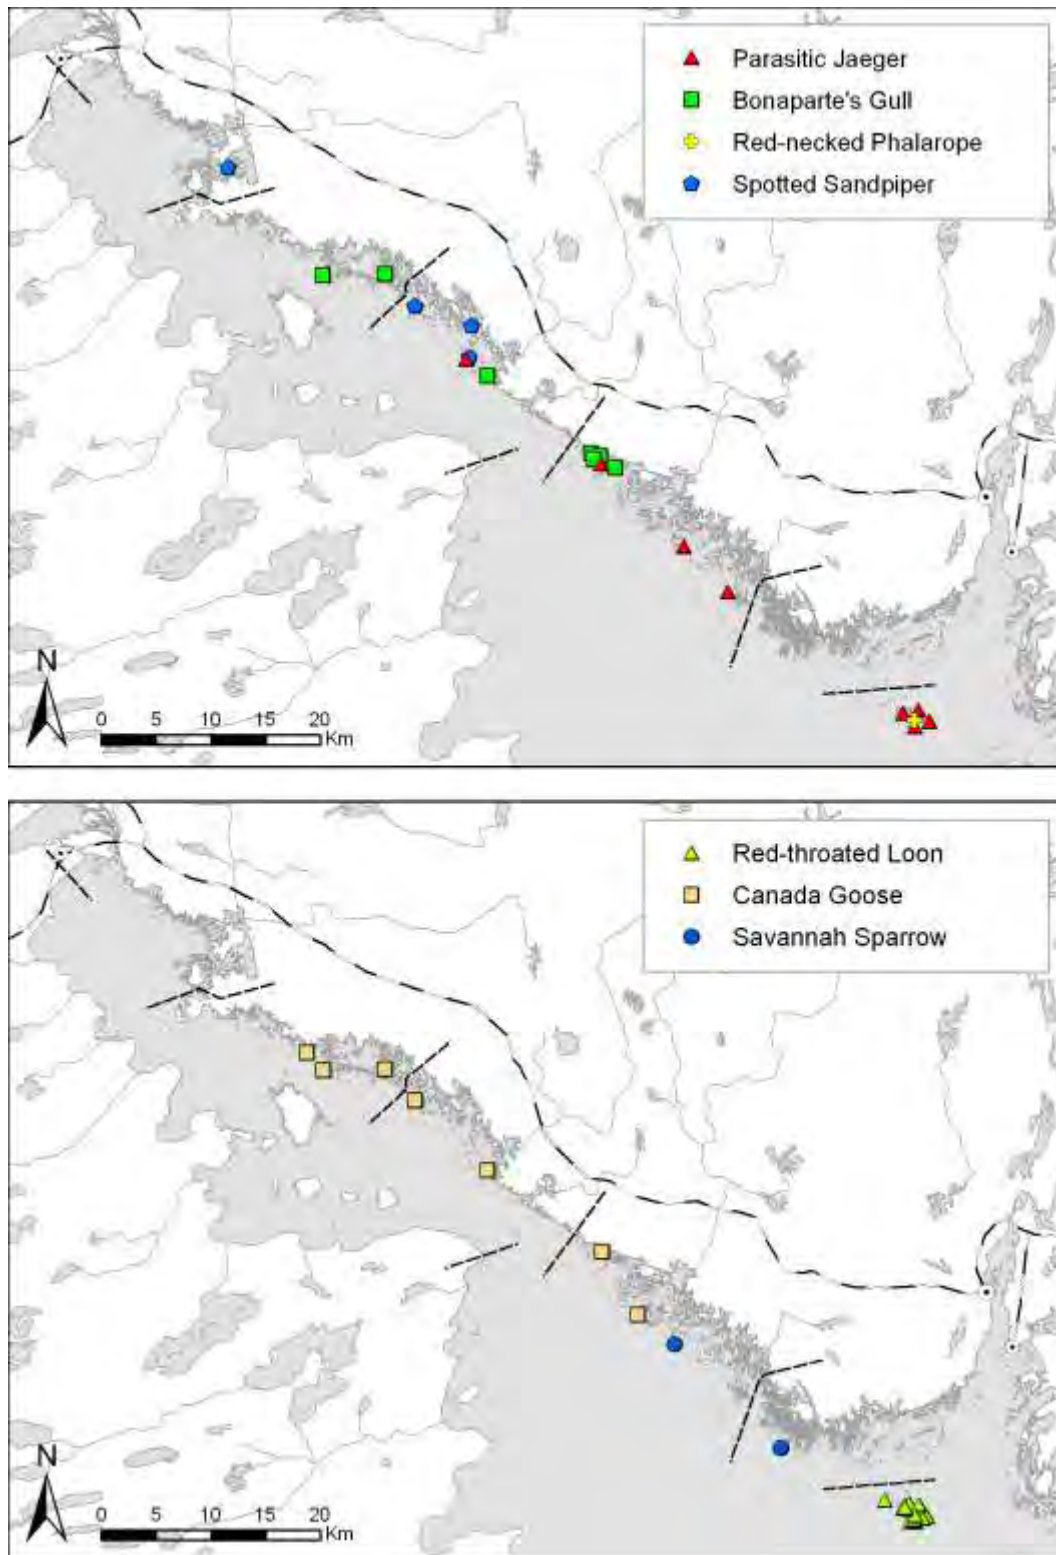 Parasitic Jaeger
Bonaparte's Gull
Red-necked Phalarope
Spotted Sandpiper
N
0 5 10 15 20
Km
Red-throated Loon
Canada Goose
Savannah Sparrow
N
0 5 10 15 20
Km